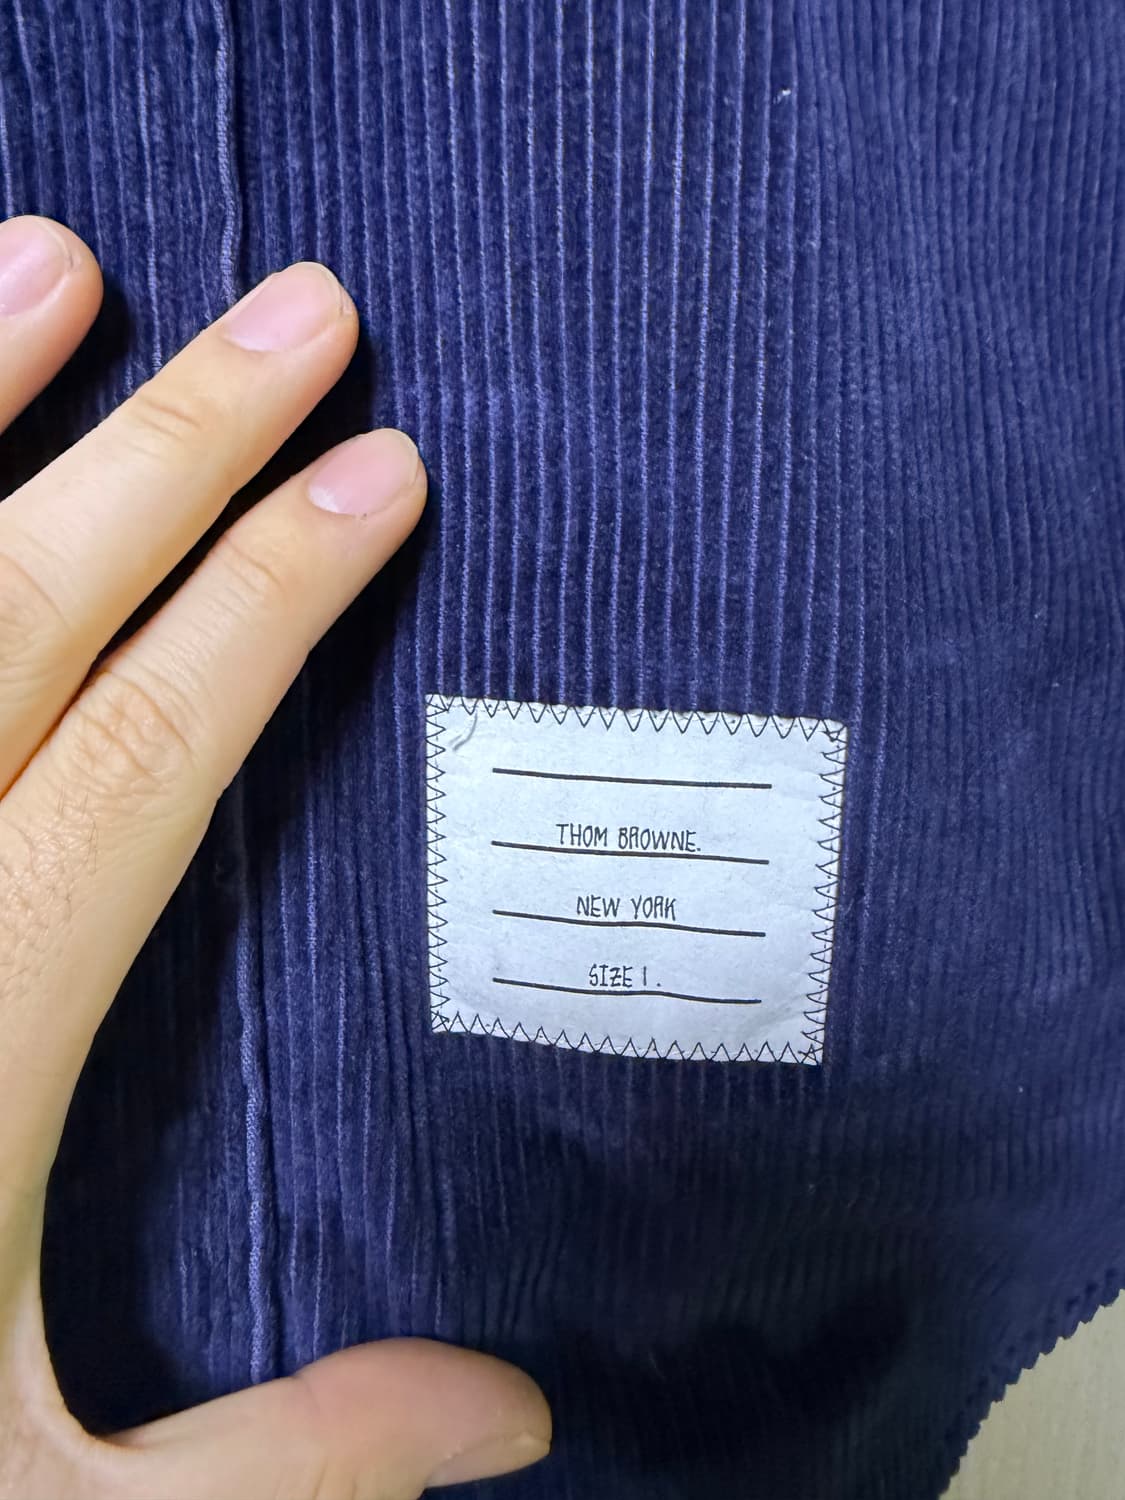 THOM BROWNE.
NEW YORK
SIZE 1.